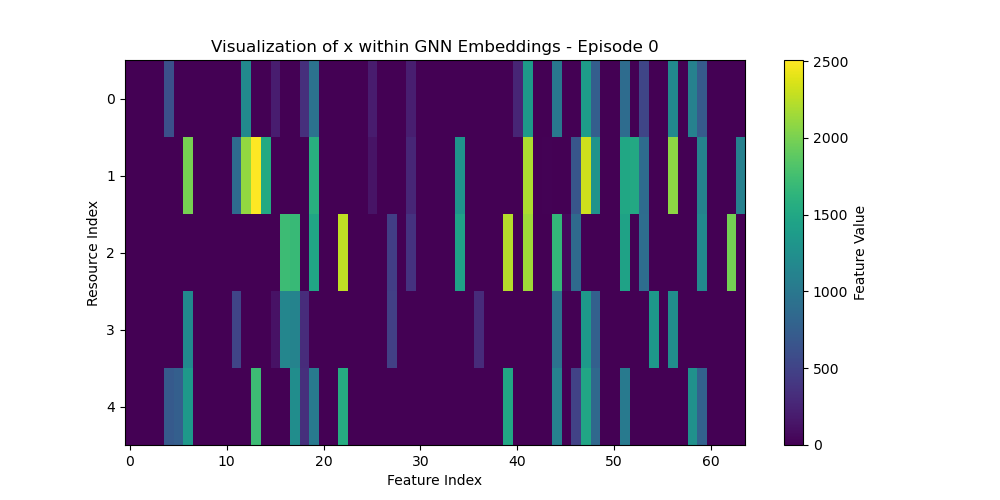 Visualization of x within GNN Embeddings - Episode 0
Resource Index
0
1
2
3
4
0 10 20 30 40 50 60
Feature Index
2500
2000
1500
1000
500
0
Feature Value